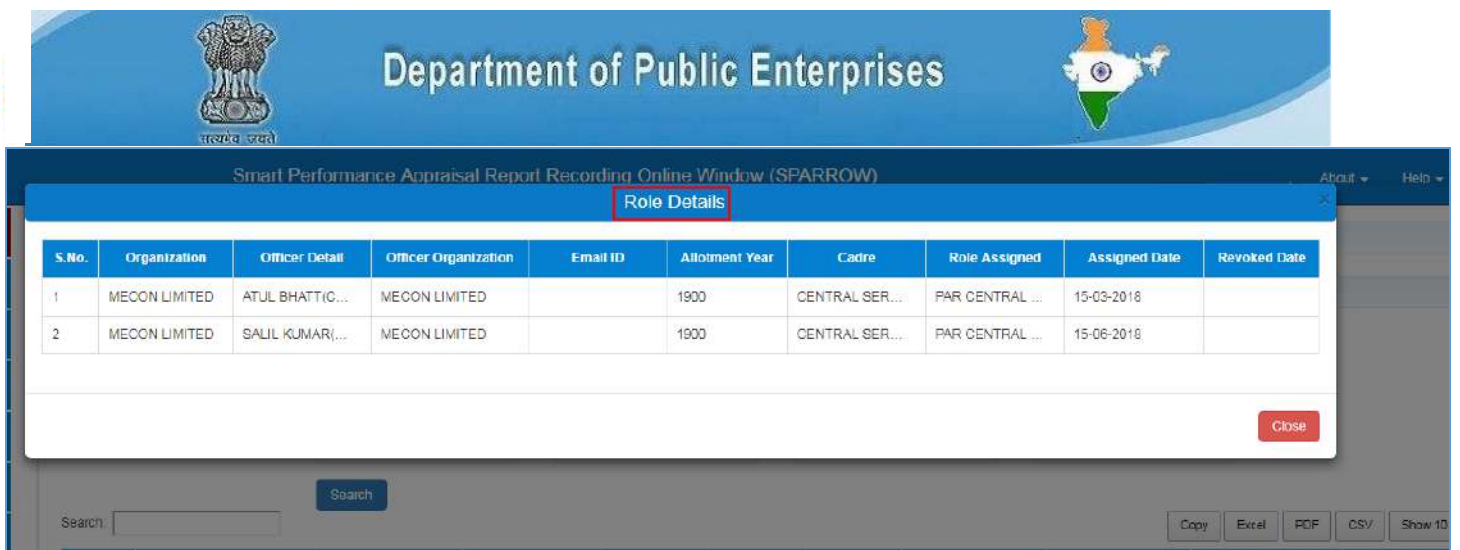 Department of Public Enterprises
सत्यमेव जयते
Smart Performance Appraisal Report Recording Online Window (SPARROW) About Help
Role Details ×
S.No. Organization Officer Detail Officer Organization Email ID Allotment Year Cadre Role Assigned Assigned Date Revoked Date
1 MECON LIMITED ATUL BHATT(C... MECON LIMITED 1900 CENTRAL SER... PAR CENTRAL ... 15-03-2018
2 MECON LIMITED SALIL KUMAR(... MECON LIMITED 1900 CENTRAL SER... PAR CENTRAL ... 15-06-2018
Close
Search
Search: Copy Excel PDF CSV Show 10